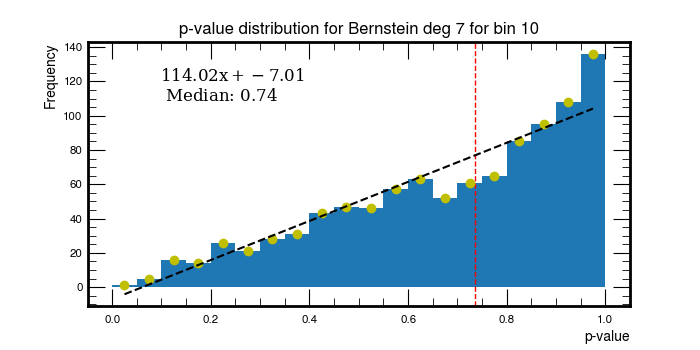 p-value distribution for Bernstein deg 7 for bin 10
Frequency
140
120
100
80
60
40
20
0
114.02x + −7.01
Median: 0.74
0.0 0.2 0.4 0.6 0.8 1.0
p-value